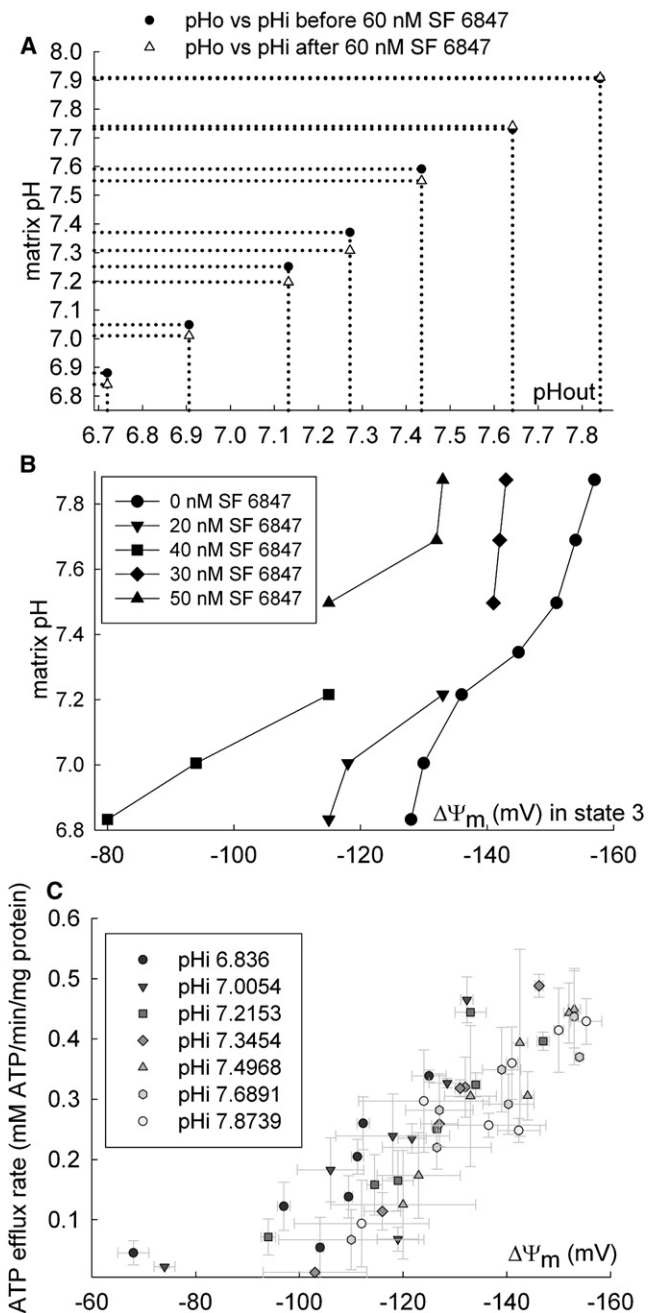 pHo vs pHi before 60 nM SF 6847
pHo vs pHi after 60 nM SF 6847
A
8.0
7.9
7.8
7.7
7.6
7.5
7.4
7.3
7.2
7.1
7.0
6.9
6.8
matrix pH
pHout
6.7 6.8 6.9 7.0 7.1 7.2 7.3 7.4 7.5 7.6 7.7 7.8
B
7.8
7.6
7.4
7.2
7.0
6.8
matrix pH
0 nM SF 6847
20 nM SF 6847
40 nM SF 6847
30 nM SF 6847
50 nM SF 6847
ΔΨm (mV) in state 3
-80 -100 -120 -140 -160
C
0.6
0.5
0.4
0.3
0.2
0.1
ATP efflux rate (mM ATP/min/mg protein)
pHi 6.836
pHi 7.0054
pHi 7.2153
pHi 7.3454
pHi 7.4968
pHi 7.6891
pHi 7.8739
ΔΨm (mV)
-60 -80 -100 -120 -140 -160